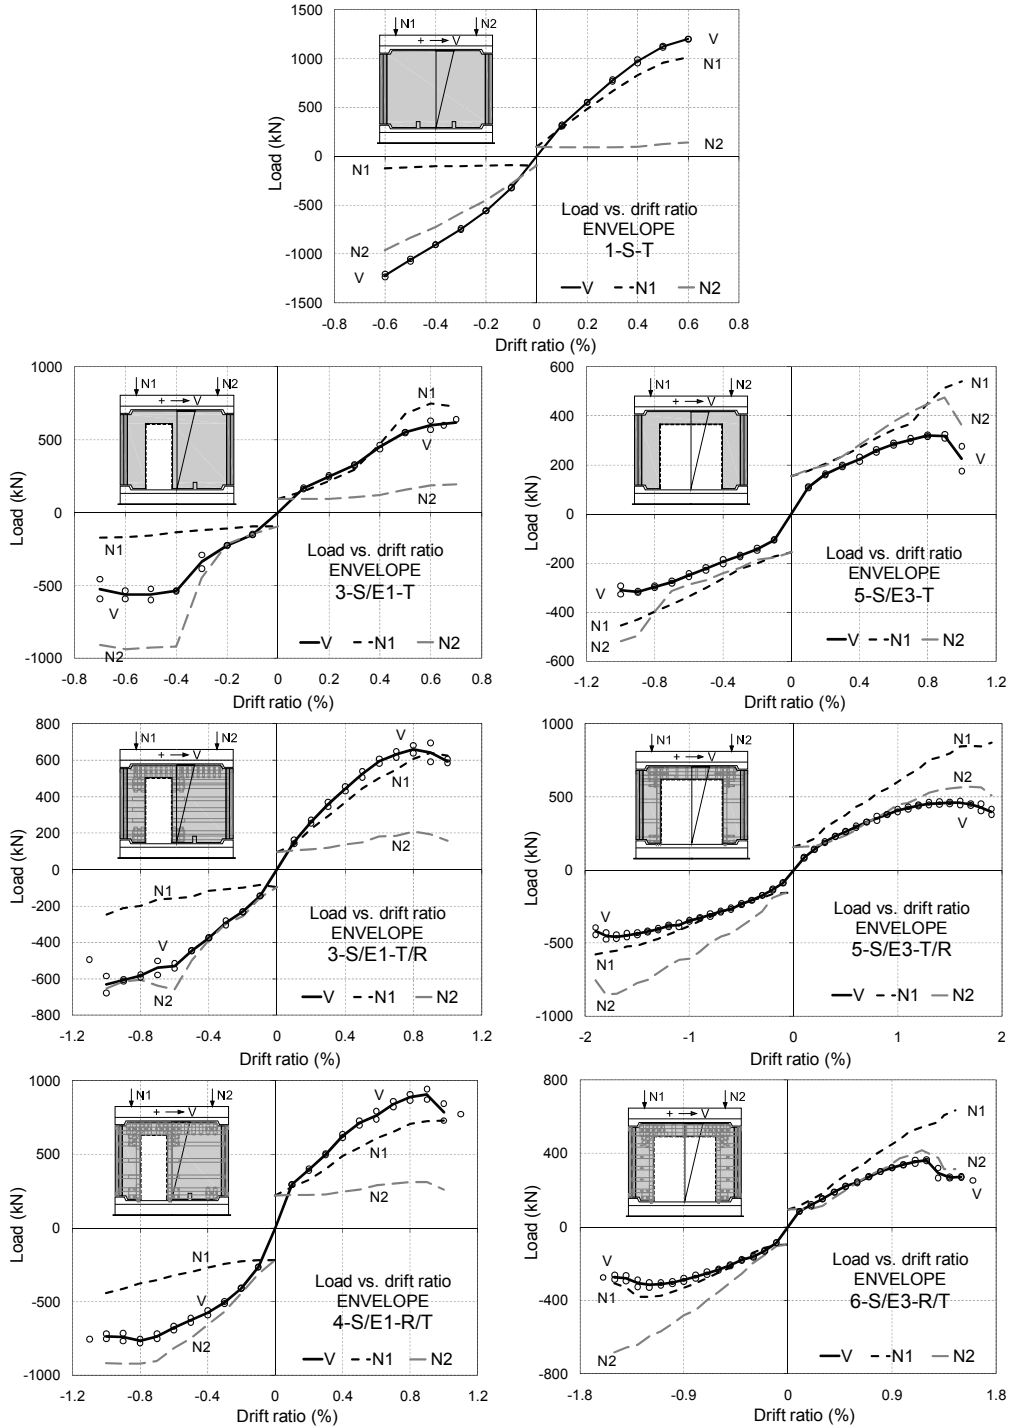 N1 N2
+ V
1500
1000
500
0
-500
-1000
-1500
Load (kN)
V
N1
N2
N1
N2
V
Load vs. drift ratio
ENVELOPE
1-S-T
V N1 N2
-0.8 -0.6 -0.4 -0.2 0 0.2 0.4 0.6 0.8
Drift ratio (%)
N1 N2
+ V
1000
500
0
-500
-1000
Load (kN)
N1
V
N2
N1
V
N2
Load vs. drift ratio
ENVELOPE
3-S/E1-T
V N1 N2
-0.8 -0.6 -0.4 -0.2 0 0.2 0.4 0.6 0.8
Drift ratio (%)
N1 N2
+ V
600
400
200
0
-200
-400
-600
Load (kN)
N1
N2
V
V
N1
N2
Load vs. drift ratio
ENVELOPE
5-S/E3-T
V N1 N2
-1.2 -0.8 -0.4 0 0.4 0.8 1.2
Drift ratio (%)
N1 N2
+ V
800
600
400
200
0
-200
-400
-600
-800
Load (kN)
V
N1
N2
N1
V
N2
Load vs. drift ratio
ENVELOPE
3-S/E1-T/R
V N1 N2
-1.2 -0.8 -0.4 0 0.4 0.8 1.2
Drift ratio (%)
N1 N2
+ V
1000
500
0
-500
-1000
Load (kN)
N1
N2
V
V
N1
N2
Load vs. drift ratio
ENVELOPE
5-S/E3-T/R
V N1 N2
-2 -1 0 1 2
Drift ratio (%)
N1 N2
+ V
1000
500
0
-500
-1000
Load (kN)
V
N1
N2
N1
V
N2
Load vs. drift ratio
ENVELOPE
4-S/E1-R/T
V N1 N2
-1.2 -0.8 -0.4 0 0.4 0.8 1.2
Drift ratio (%)
N1 N2
+ V
800
400
0
-400
-800
Load (kN)
N1
N2
V
V
N1
N2
Load vs. drift ratio
ENVELOPE
6-S/E3-R/T
V N1 N2
-1.8 -0.9 0 0.9 1.8
Drift ratio (%)